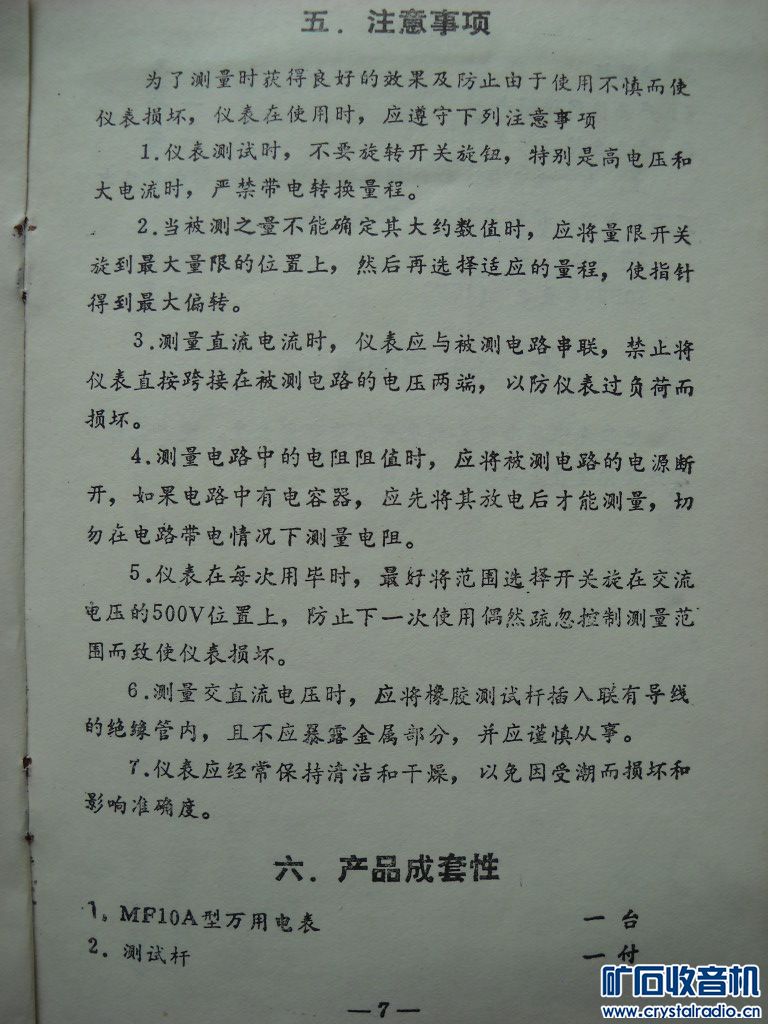 五．注意事项
为了测量时获得良好的效果及防止由于使用不慎而使
仪表损坏，仪表在使用时，应遵守下列注意事项
1.仪表测试时，不要旋转开关旋钮，特别是高电压和
大电流时，严禁带电转换量程。
2.当被测之量不能确定其大约数值时，应将量限开关
旋到最大量限的位置上，然后再选择适应的量程，使指针
得到最大偏转。
3.测量直流电流时，仪表应与被测电路串联，禁止将
仪表直按跨接在被测电路的电压两端，以防仪表过负荷而
损坏。
4.测量电路中的电阻阻值时，应将被测电路的电源断
开，如果电路中有电容器，应先将其放电后才能测量，切
勿在电路带电情况下测量电阻。
5.仪表在每次用毕时，最好将范围选择开关旋在交流
电压的500V位置上，防止下一次使用偶然疏忽控制测量范
围而致使仪表损坏。
6.测量交直流电压时，应将橡胶测试杆插入联有导线
的绝缘管内，且不应暴露金属部分，并应谨慎从事。
7.仪表应经常保持清洁和干燥，以免因受潮而损坏和
影响准确度。
六．产品成套性
1。MF10A型万用电表 一台
2．测试杆 一付
—7—
矿石收音机
www.crystalradio.cn